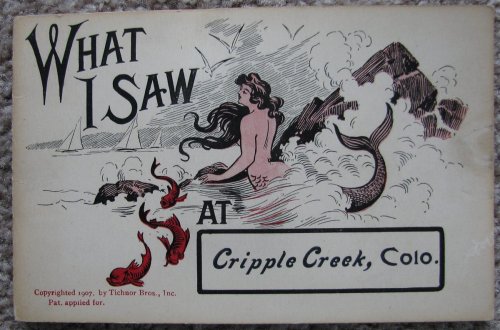 WHAT
I SAW
AT
Cripple Creek, Colo.
Copyrighted 1907, by Tichnor Bros., Inc.
Pat. applied for.